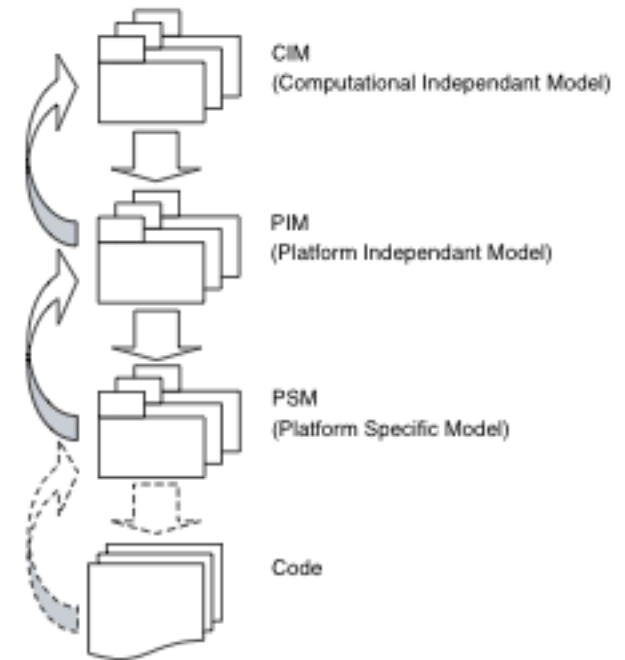 CIM
(Computational Independant Model)
PIM
(Platform Independant Model)
PSM
(Platform Specific Model)
Code